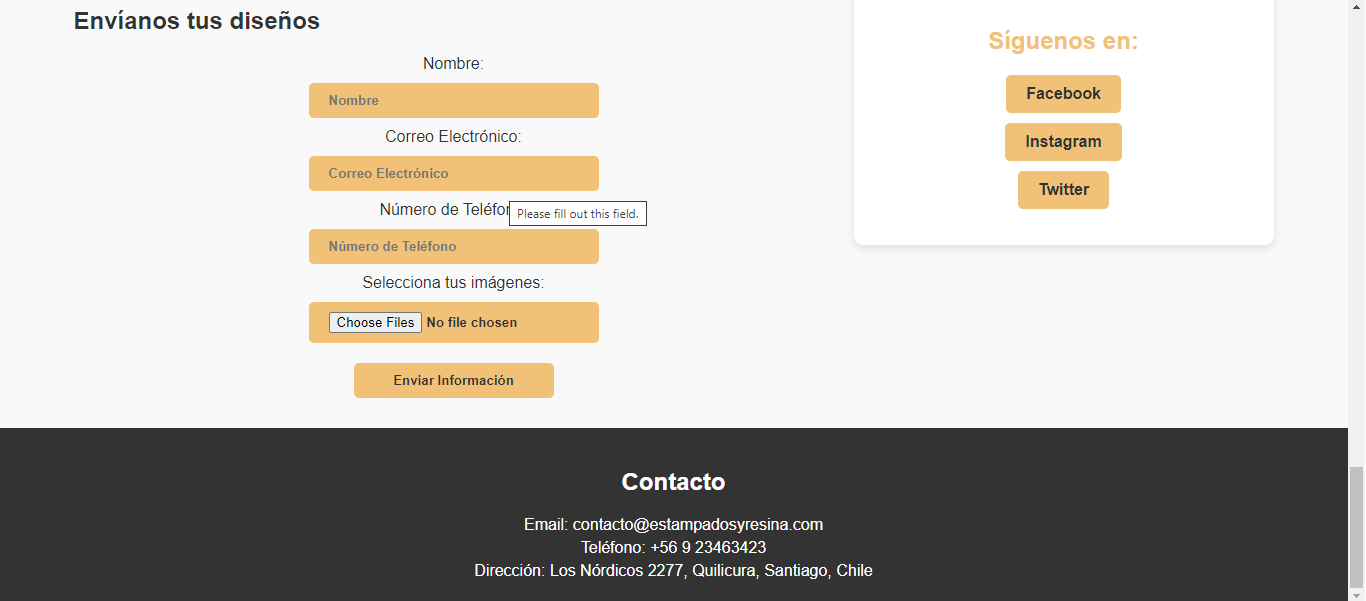 Envíanos tus diseños
Nombre:
Nombre
Correo Electrónico:
Correo Electrónico
Número de Teléfon
Please fill out this field.
Número de Teléfono
Selecciona tus imágenes:
Choose Files No file chosen
Enviar Información
Síguenos en:
Facebook
Instagram
Twitter
Contacto
Email: contacto@estampadosyresina.com
Teléfono: +56 9 23463423
Dirección: Los Nórdicos 2277, Quilicura, Santiago, Chile